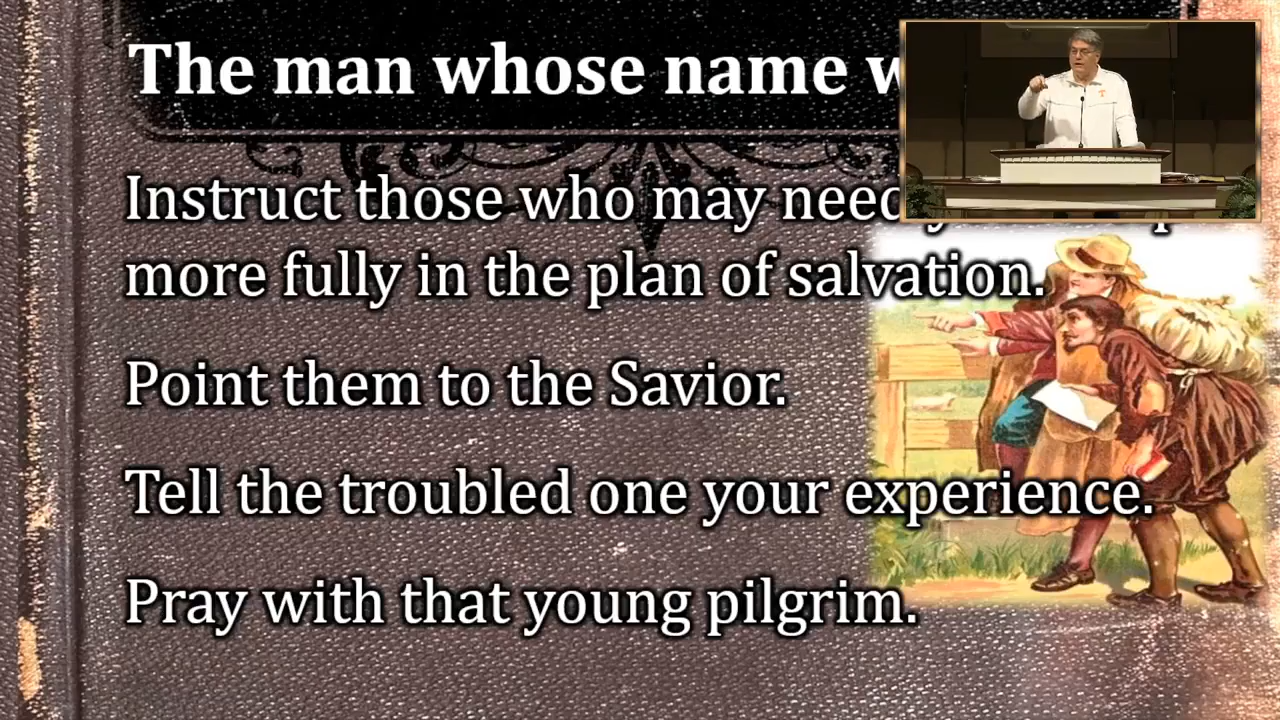 The man whose name w
Instruct those who may need
more fully in the plan of salvation.
Point them to the Savior.
Tell the troubled one your experience.
Pray with that young pilgrim.